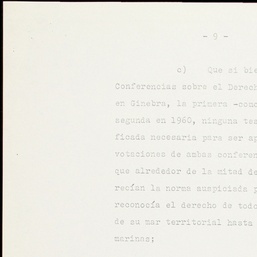 - 9 -
c) Que si bie
Conferencias sobre el Derech
en Ginebra, la primera -conc
segunda en 1960, ninguna tes
ficada necesaria para ser ap
votaciones de ambas conferen
que alrededor de la mitad de
recían la norma auspiciada p
reconocía el derecho de todo
de su mar territorial hasta
marinas;